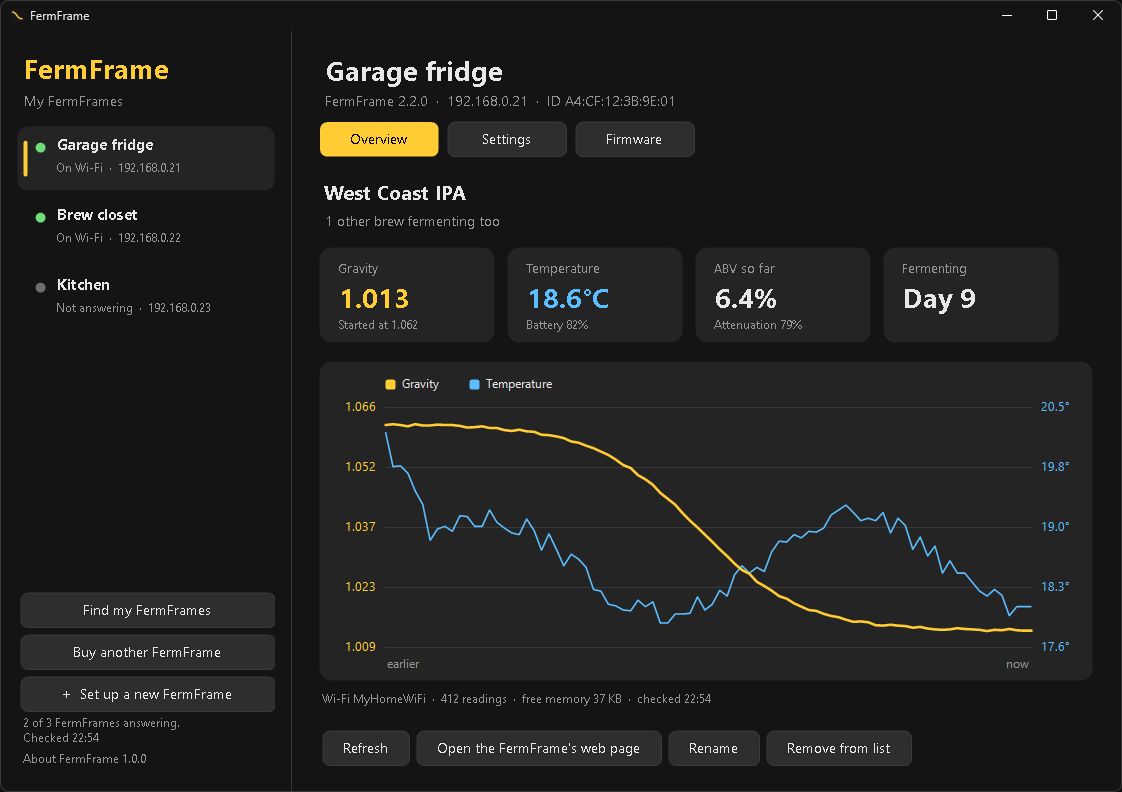 FermFrame
FermFrame
My FermFrames
Garage fridge
On Wi-Fi · 192.168.0.21
Brew closet
On Wi-Fi · 192.168.0.22
Kitchen
Not answering · 192.168.0.23
Find my FermFrames
Buy another FermFrame
+ Set up a new FermFrame
2 of 3 FermFrames answering.
Checked 22:54
About FermFrame 1.0.0
Garage fridge
FermFrame 2.2.0 · 192.168.0.21 · ID A4:CF:12:3B:9E:01
Overview Settings Firmware
West Coast IPA
1 other brew fermenting too
Gravity
1.013
Started at 1.062
Temperature
18.6°C
Battery 82%
ABV so far
6.4%
Attenuation 79%
Fermenting
Day 9
Gravity Temperature
1.066 20.5°
1.052 19.8°
1.037 19.0°
1.023 18.3°
1.009 17.6°
earlier now
Wi-Fi MyHomeWiFi · 412 readings · free memory 37 KB · checked 22:54
Refresh Open the FermFrame's web page Rename Remove from list